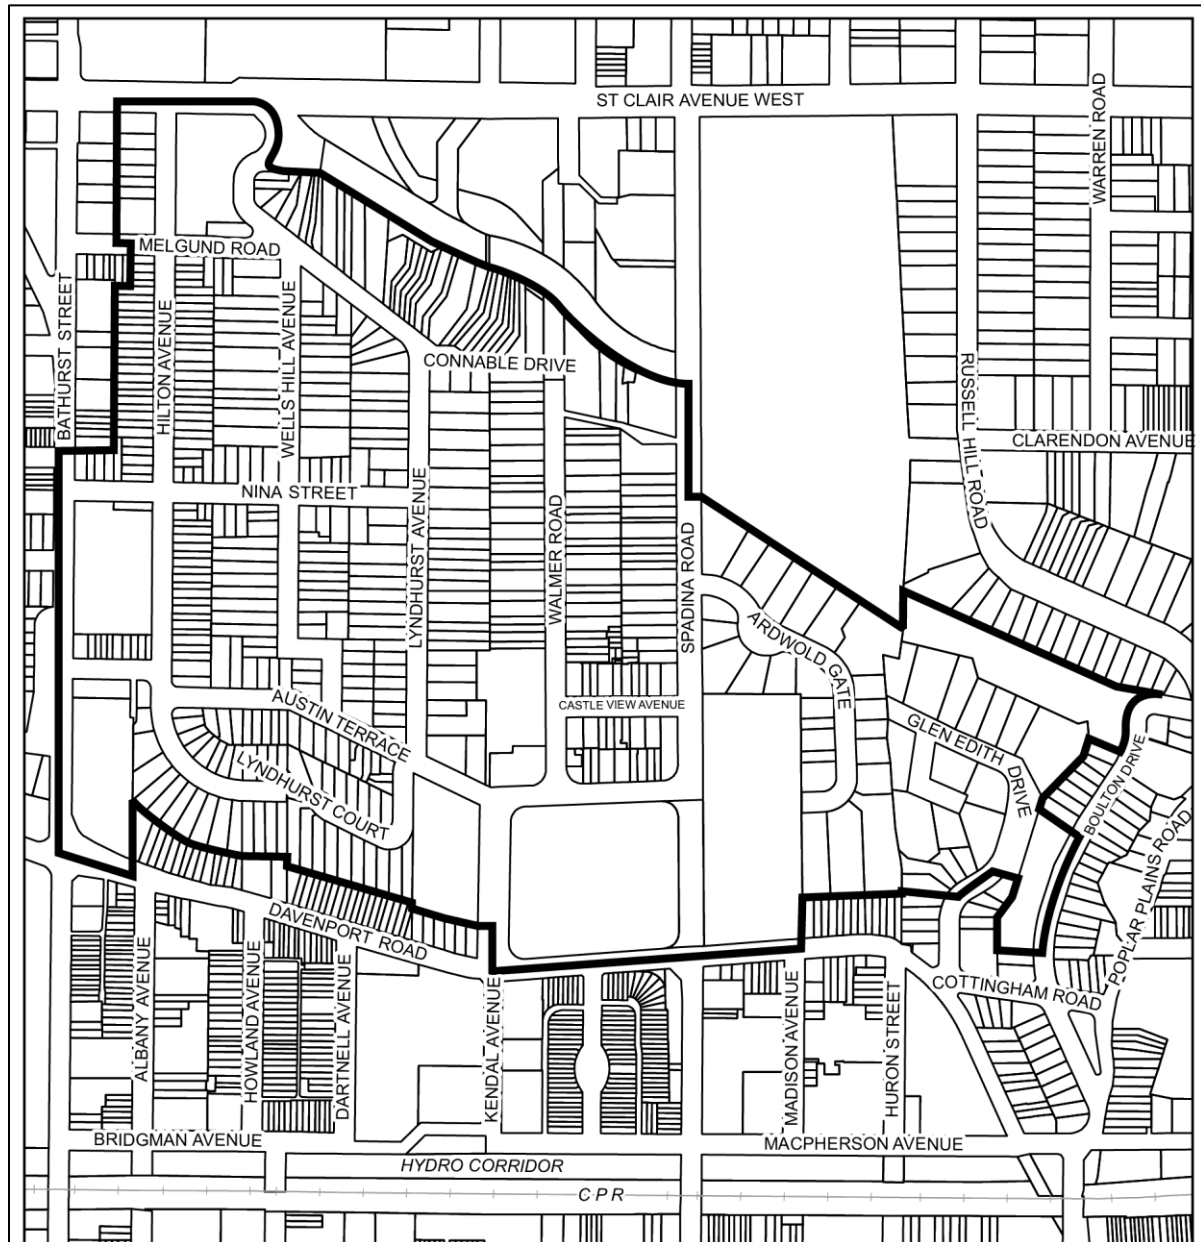 ST CLAIR AVENUE WEST
WARREN ROAD
MELGUND ROAD
BATHURST STREET
HILTON AVENUE
WELLS HILL AVENUE
CONNABLE DRIVE
RUSSELL HILL ROAD
CLARENDON AVENUE
NINA STREET
LYNDHURST AVENUE
WALMER ROAD
SPADINA ROAD
ARDWOLD GATE
AUSTIN TERRACE
CASTLE VIEW AVENUE
GLEN EDITH DRIVE
LYNDHURST COURT
BOULTON DRIVE
POPLAR PLAINS ROAD
DAVENPORT ROAD
ALBANY AVENUE
HOWLAND AVENUE
DARTNELL AVENUE
KENDAL AVENUE
MADISON AVENUE
HURON STREET
COTTINGHAM ROAD
BRIDGMAN AVENUE
MACPHERSON AVENUE
HYDRO CORRIDOR
C P R